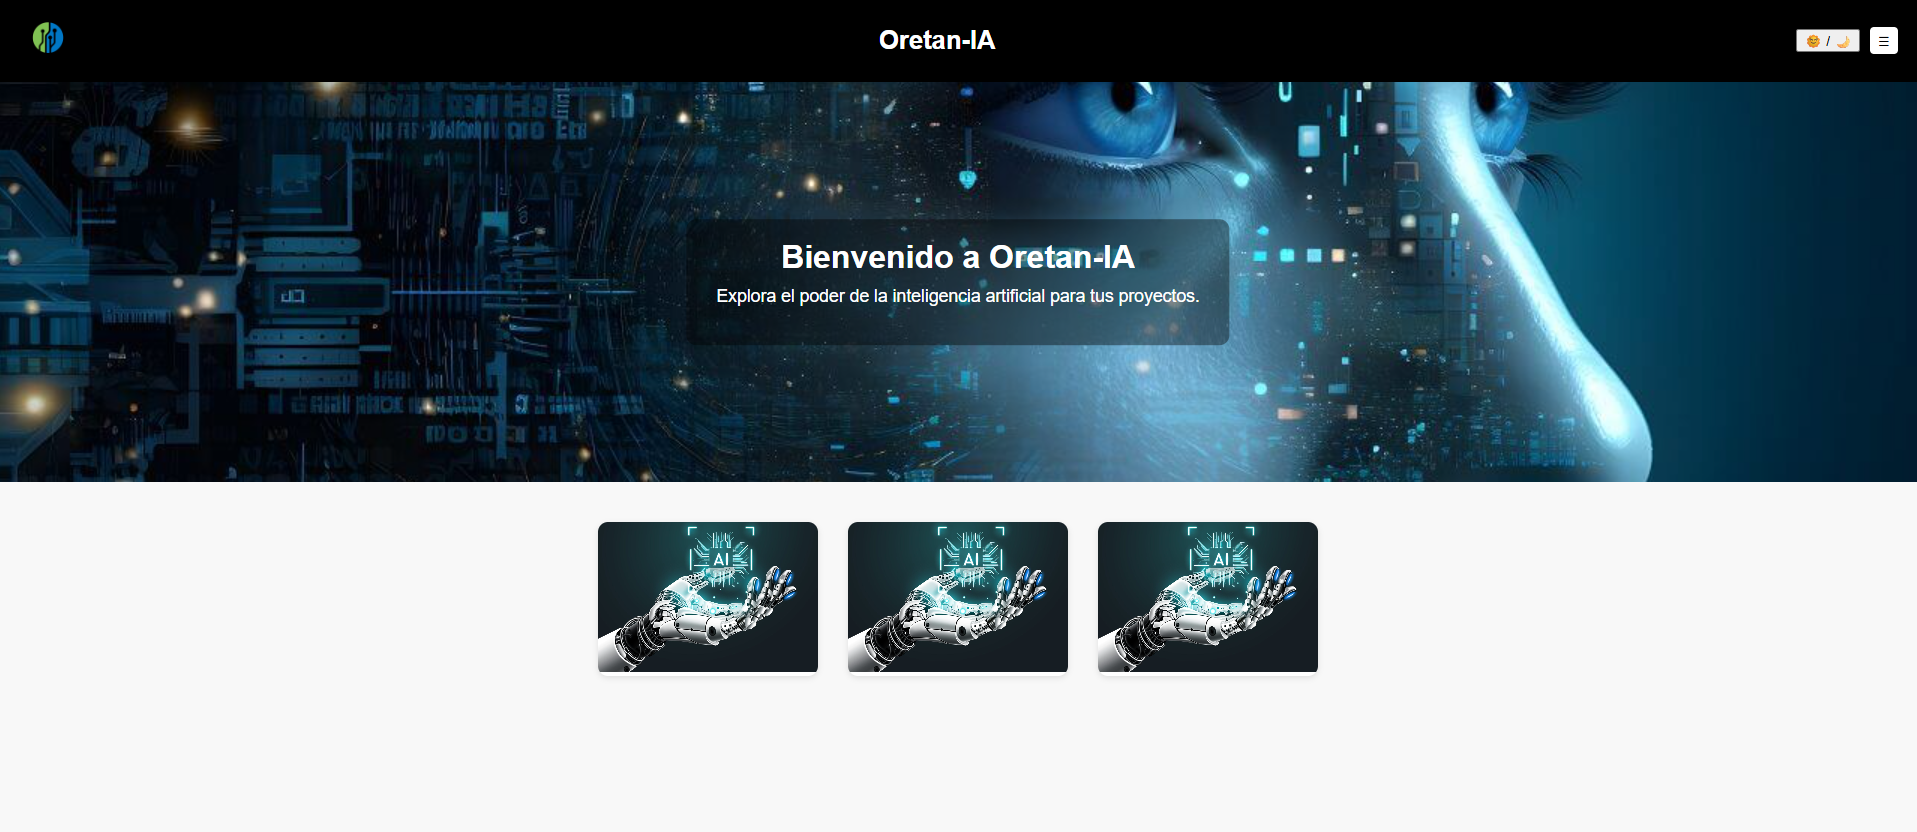 Oretan-IA
🌞 / 🌙
☰
Bienvenido a Oretan-IA
Explora el poder de la inteligencia artificial para tus proyectos.
AI
AI
AI